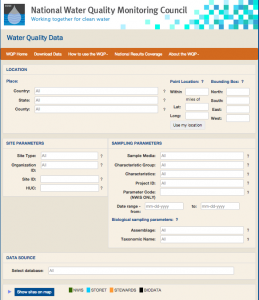 National Water Quality Monitoring Council
Working together for clean water
Water Quality Data
WQP Home Download Data How to use the WQP National Results Coverage About the WQP
LOCATION
Place:
Country: All ?
State: All ?
County: All ?
Point Location: ?
Within
miles of
Lat:
Long:
Use my location
Bounding Box: ?
North:
South:
East:
West:
SITE PARAMETERS
Site Type: All ?
Organization ID: All ?
Site ID: All ?
HUC: All ?
SAMPLING PARAMETERS
Sample Media: All ?
Characteristic Group: All ?
Characteristics: All ?
Project ID: All ?
Parameter Code: (NWIS ONLY) All ?
Date range - from: mm-dd-yyyy to: mm-dd-yyyy ?
Biological sampling parameters: ?
Assemblage: All ?
Taxonomic Name: All ?
DATA SOURCE
Select database: All ?
Show sites on map
NWIS STORET STEWARDS BIODATA